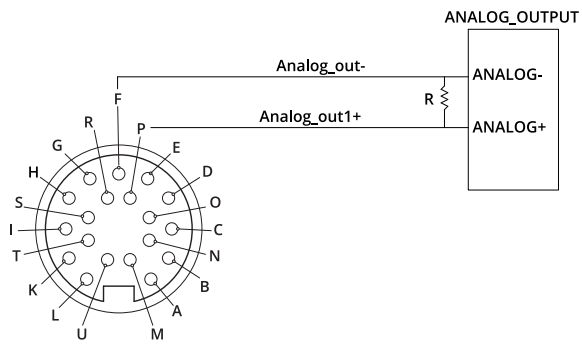 ANALOG_OUTPUT
Analog_out-
ANALOG-
F
R
Analog_out1+
ANALOG+
R
P
G
E
H
D
S
O
I
C
T
N
K
B
L
A
U
M